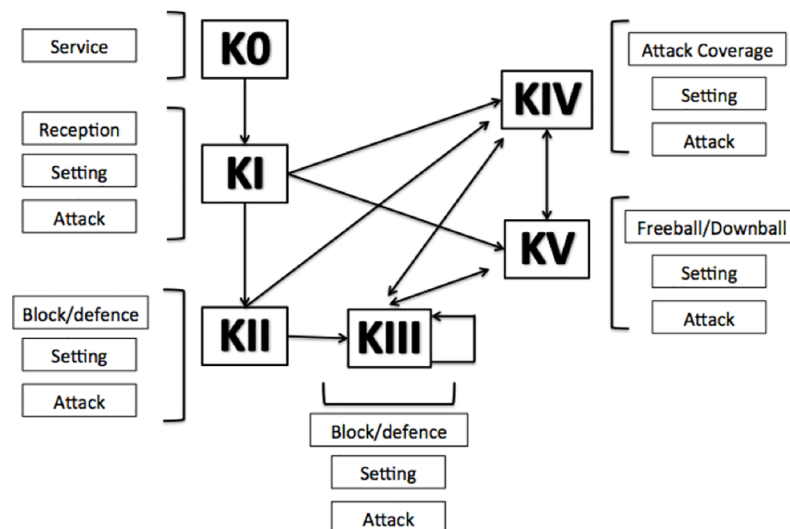 Service
K0
Reception
Setting
Attack
KI
Block/defence
Setting
Attack
KII
KIII
Block/defence
Setting
Attack
KIV
Attack Coverage
Setting
Attack
KV
Freeball/Downball
Setting
Attack